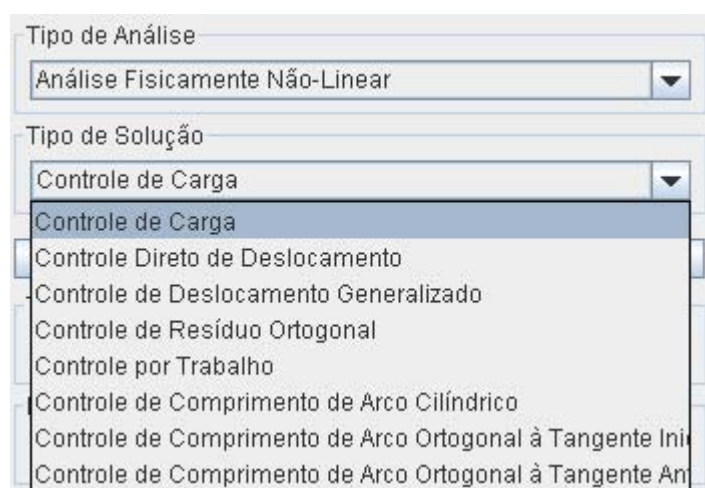 Tipo de Análise
Análise Fisicamente Não-Linear
Tipo de Solução
Controle de Carga
Controle de Carga
Controle Direto de Deslocamento
Controle de Deslocamento Generalizado
Controle de Resíduo Ortogonal
Controle por Trabalho
Controle de Comprimento de Arco Cilíndrico
Controle de Comprimento de Arco Ortogonal à Tangente
Controle de Comprimento de Arco Ortogonal à Tangente